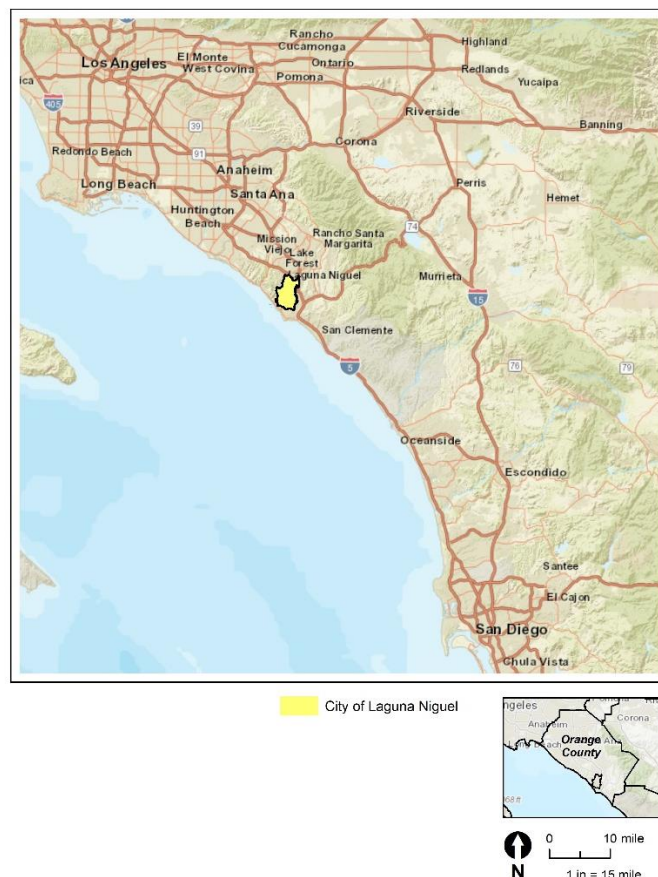 Rancho
Cucamonga
Highland
El Monte
Ontario
Los Angeles
West Covina
Redlands
Pomona
Yucaipa
ica
405
Riverside
39
Banning
Corona
Redondo Beach
91
Anaheim
Long Beach
Santa Ana
Perris
Hemet
Huntington
Beach
74
Mission
Viejo
Rancho Santa
Margarita
Lake
Forest
Laguna Niguel
Murrieta
15
San Clemente
5
76
79
Oceanside
Escondido
Santee
El Cajon
San Diego
Chula Vista
City of Laguna Niguel
ngeles
Anaheim
Corona
Orange
County
N
0 10 mile
1 in = 15 mile